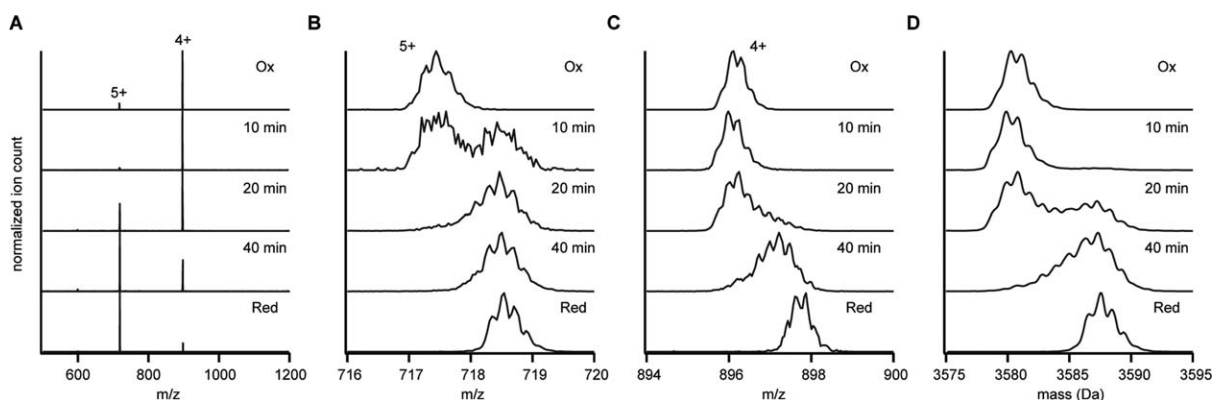 A
4+
Ox
5+
10 min
20 min
40 min
Red
normalized ion count
600 800 1000 1200
m/z
B
5+
Ox
10 min
20 min
40 min
Red
716 717 718 719 720
m/z
C
4+
Ox
10 min
20 min
40 min
Red
894 896 898 900
m/z
D
Ox
10 min
20 min
40 min
Red
3575 3580 3585 3590 3595
mass (Da)